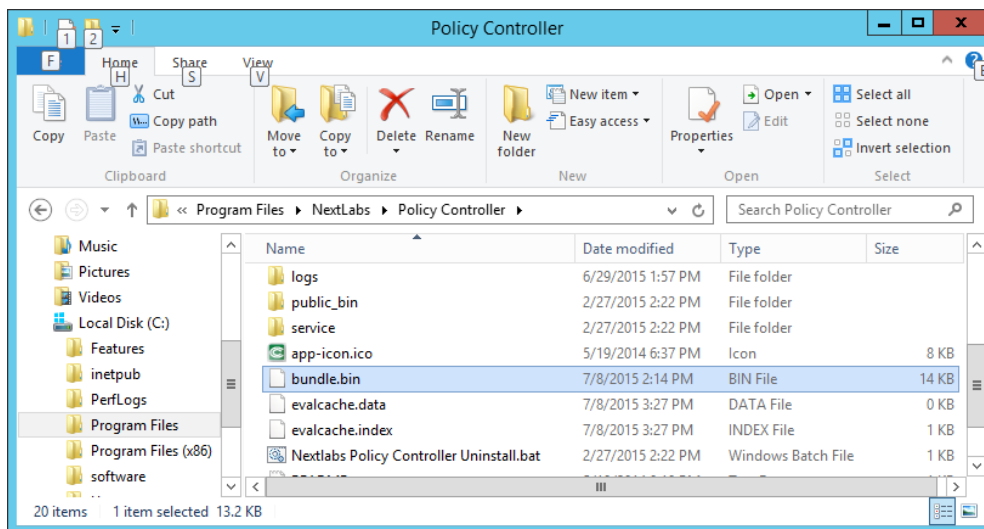 Policy Controller
1 2
F Home Share View
H S V E
Copy
Paste
Cut
Copy path
Paste shortcut
Clipboard
Move to
Copy to
Delete
Rename
Organize
New folder
New item
Easy access
New
Properties
Open
Edit
Open
Select all
Select none
Invert selection
Select
« Program Files NextLabs Policy Controller
Search Policy Controller
Music
Pictures
Videos
Local Disk (C:)
Features
inetpub
PerfLogs
Program Files
Program Files (x86)
software
Name Date modified Type Size
logs 6/29/2015 1:57 PM File folder
public_bin 2/27/2015 2:22 PM File folder
service 2/27/2015 2:22 PM File folder
app-icon.ico 5/19/2014 6:37 PM Icon 8 KB
bundle.bin 7/8/2015 2:14 PM BIN File 14 KB
evalcache.data 7/8/2015 3:27 PM DATA File 0 KB
evalcache.index 7/8/2015 3:27 PM INDEX File 1 KB
Nextlabs Policy Controller Uninstall.bat 2/27/2015 2:22 PM Windows Batch File 1 KB
20 items 1 item selected 13.2 KB